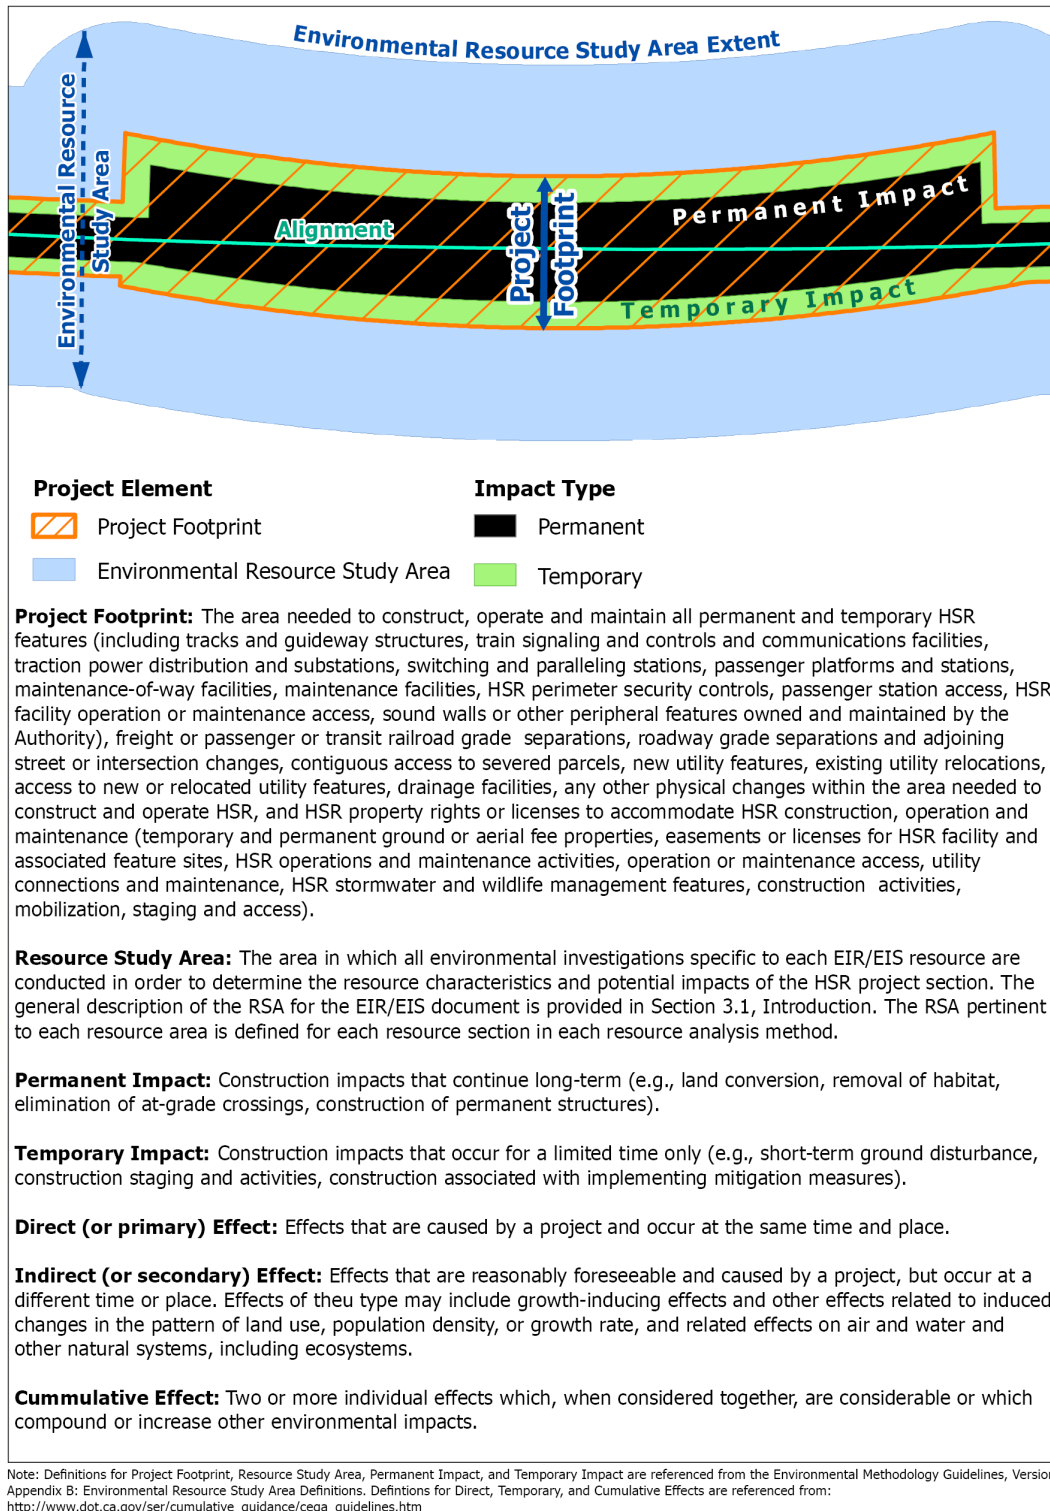 Environmental Resource Study Area Extent
Environmental Resource
Study Area
Alignment
Project
Footprint
Permanent Impact
Temporary Impact
Project Element
Impact Type
Project Footprint
Permanent
Environmental Resource Study Area
Temporary
Project Footprint: The area needed to construct, operate and maintain all permanent and temporary HSR
features (including tracks and guideway structures, train signaling and controls and communications facilities,
traction power distribution and substations, switching and paralleling stations, passenger platforms and stations,
maintenance-of-way facilities, maintenance facilities, HSR perimeter security controls, passenger station access, HSR
facility operation or maintenance access, sound walls or other peripheral features owned and maintained by the
Authority), freight or passenger or transit railroad grade separations, roadway grade separations and adjoining
street or intersection changes, contiguous access to severed parcels, new utility features, existing utility relocations,
access to new or relocated utility features, drainage facilities, any other physical changes within the area needed to
construct and operate HSR, and HSR property rights or licenses to accommodate HSR construction, operation and
maintenance (temporary and permanent ground or aerial fee properties, easements or licenses for HSR facility and
associated feature sites, HSR operations and maintenance activities, operation or maintenance access, utility
connections and maintenance, HSR stormwater and wildlife management features, construction activities,
mobilization, staging and access).
Resource Study Area: The area in which all environmental investigations specific to each EIR/EIS resource are
conducted in order to determine the resource characteristics and potential impacts of the HSR project section. The
general description of the RSA for the EIR/EIS document is provided in Section 3.1, Introduction. The RSA pertinent
to each resource area is defined for each resource section in each resource analysis method.
Permanent Impact: Construction impacts that continue long-term (e.g., land conversion, removal of habitat,
elimination of at-grade crossings, construction of permanent structures).
Temporary Impact: Construction impacts that occur for a limited time only (e.g., short-term ground disturbance,
construction staging and activities, construction associated with implementing mitigation measures).
Direct (or primary) Effect: Effects that are caused by a project and occur at the same time and place.
Indirect (or secondary) Effect: Effects that are reasonably foreseeable and caused by a project, but occur at a
different time or place. Effects of theu type may include growth-inducing effects and other effects related to induced
changes in the pattern of land use, population density, or growth rate, and related effects on air and water and
other natural systems, including ecosystems.
Cummulative Effect: Two or more individual effects which, when considered together, are considerable or which
compound or increase other environmental impacts.
Note: Definitions for Project Footprint, Resource Study Area, Permanent Impact, and Temporary Impact are referenced from the Environmental Methodology Guidelines, Version
Appendix B: Environmental Resource Study Area Definitions. Defintions for Direct, Temporary, and Cumulative Effects are referenced from:
http://www.dot.ca.gov/ser/cumulative_guidance/ceqa_guidelines.htm